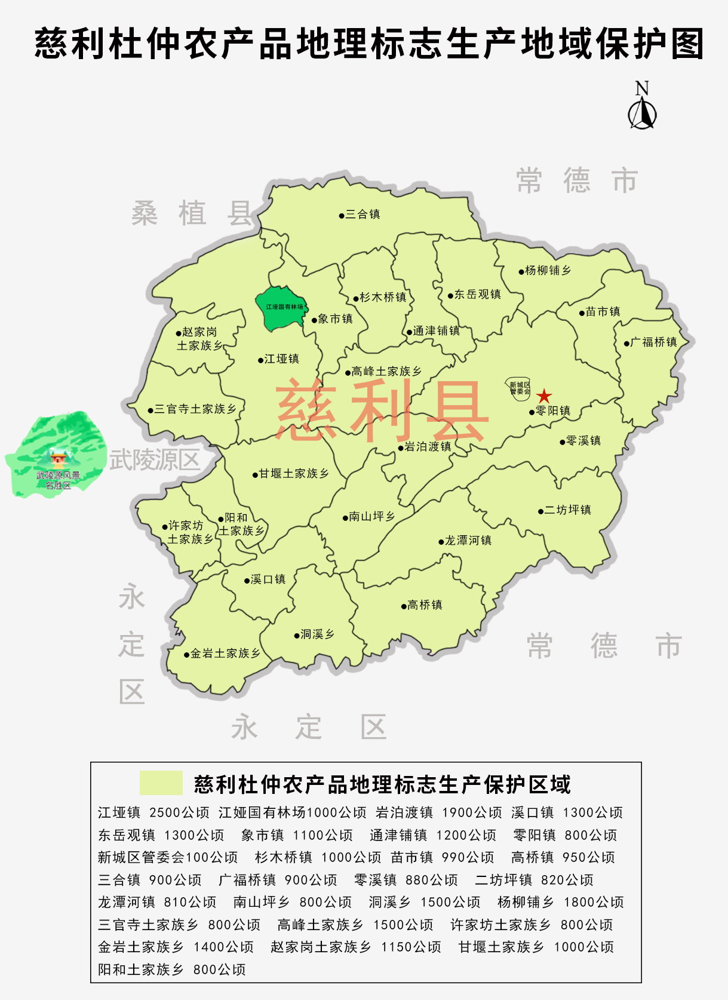 慈利杜仲农产品地理标志生产地域保护图
N
常德市
桑植县
三合镇
杨柳铺乡
东岳观镇
杉木桥镇
江垭国有林场
苗市镇
象市镇
通津铺镇
赵家岗
土家族乡
广福桥镇
江垭镇
高峰土家族乡
新城区
管委会
慈利县
三官寺土家族乡
零阳镇
零溪镇
岩泊渡镇
武陵源区
武陵源风景
名胜区
甘堰土家族乡
二坊坪镇
南山坪乡
阳和
土家族乡
许家坊
土家族乡
龙潭河镇
溪口镇
高桥镇
洞溪乡
金岩土家族乡
永定区
常德市
永定区
慈利杜仲农产品地理标志生产保护区域
江垭镇 2500公顷 江娅国有林场1000公顷 岩泊渡镇 1900公顷 溪口镇 1300公顷
东岳观镇 1300公顷 象市镇 1100公顷 通津铺镇 1200公顷 零阳镇 800公顷
新城区管委会100公顷 杉木桥镇 1000公顷 苗市镇 990公顷 高桥镇 950公顷
三合镇 900公顷 广福桥镇 900公顷 零溪镇 880公顷 二坊坪镇 820公顷
龙潭河镇 810公顷 南山坪乡 800公顷 洞溪乡 1500公顷 杨柳铺乡 1800公顷
三官寺土家族乡 800公顷 高峰土家族乡 1500公顷 许家坊土家族乡 800公顷
金岩土家族乡 1400公顷 赵家岗土家族乡 1150公顷 甘堰土家族乡 1000公顷
阳和土家族乡 800公顷